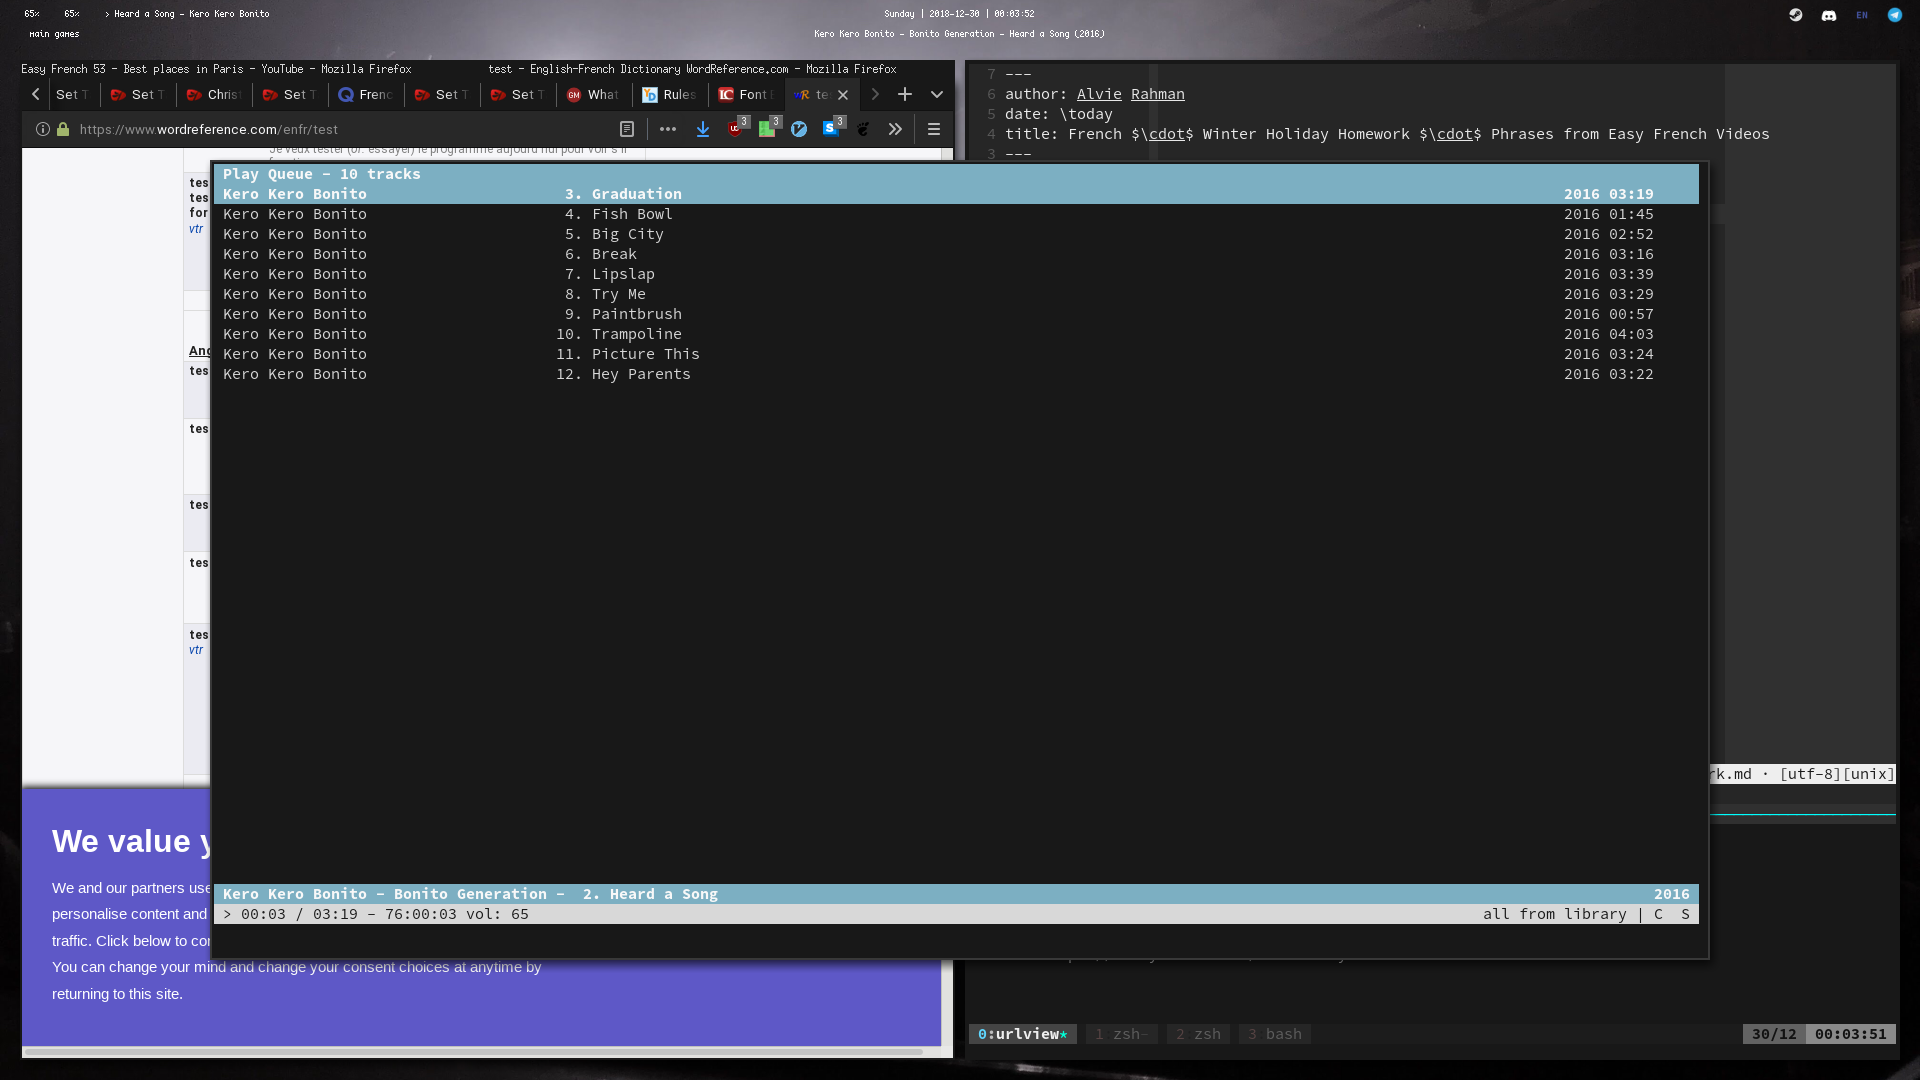 65% 65% > Heard a Song - Kero Kero Bonito
Sunday | 2018-12-30 | 00:03:52
EN
main games
Kero Kero Bonito - Bonito Generation - Heard a Song (2016)
Easy French 53 - Best places in Paris - YouTube - Mozilla Firefox
test - English-French Dictionary WordReference.com - Mozilla Firefox
Set T
Set T
Chris
Set T
Frenc
Set T
Set T
GM What
Rules
Font
te
https://www.wordreference.com/enfr/test
3 3 3
7 ---
6 author: Alvie Rahman
5 date: \today
4 title: French $\cdot$ Winter Holiday Homework $\cdot$ Phrases from Easy French Videos
3 ---
Je veux tester (or: essayer) le programme aujourd'hui pour voir s'il
tes
tes
for
vtr
tes
tes
tes
tes
tes
vtr
Play Queue - 10 tracks
Kero Kero Bonito 3. Graduation 2016 03:19
Kero Kero Bonito 4. Fish Bowl 2016 01:45
Kero Kero Bonito 5. Big City 2016 02:52
Kero Kero Bonito 6. Break 2016 03:16
Kero Kero Bonito 7. Lipslap 2016 03:39
Kero Kero Bonito 8. Try Me 2016 03:29
Kero Kero Bonito 9. Paintbrush 2016 00:57
Kero Kero Bonito 10. Trampoline 2016 04:03
Kero Kero Bonito 11. Picture This 2016 03:24
Kero Kero Bonito 12. Hey Parents 2016 03:22
Kero Kero Bonito - Bonito Generation - 2. Heard a Song 2016
> 00:03 / 03:19 - 76:00:03 vol: 65 all from library | C S
rk.md · [utf-8][unix]
We value y
We and our partners use
personalise content and
traffic. Click below to con
You can change your mind and change your consent choices at anytime by
returning to this site.
0:urlview* 1 zsh- 2 zsh 3 bash 30/12 00:03:51